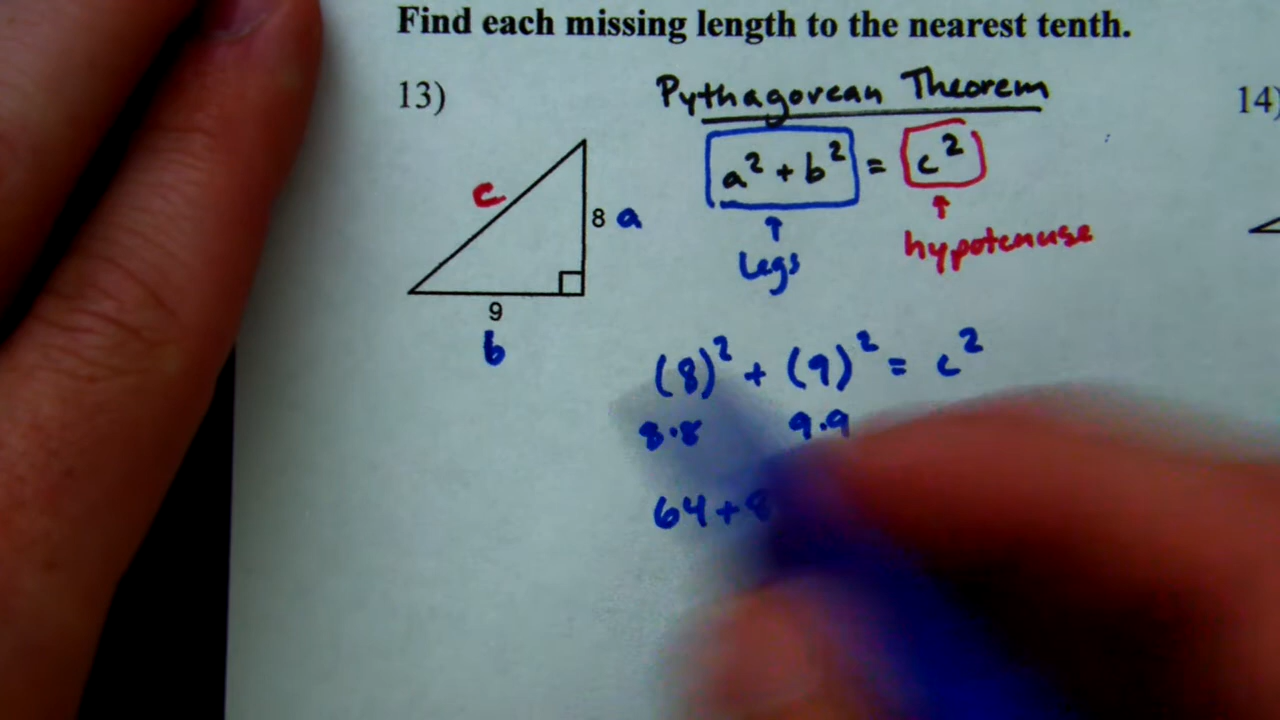 Find each missing length to the nearest tenth.
13)
Pythagorean Theorem
14)
a² + b² = c²
c
8 a
legs
hypotenuse
9
b
(8)² + (9)² = c²
8·8 9·9
64+8